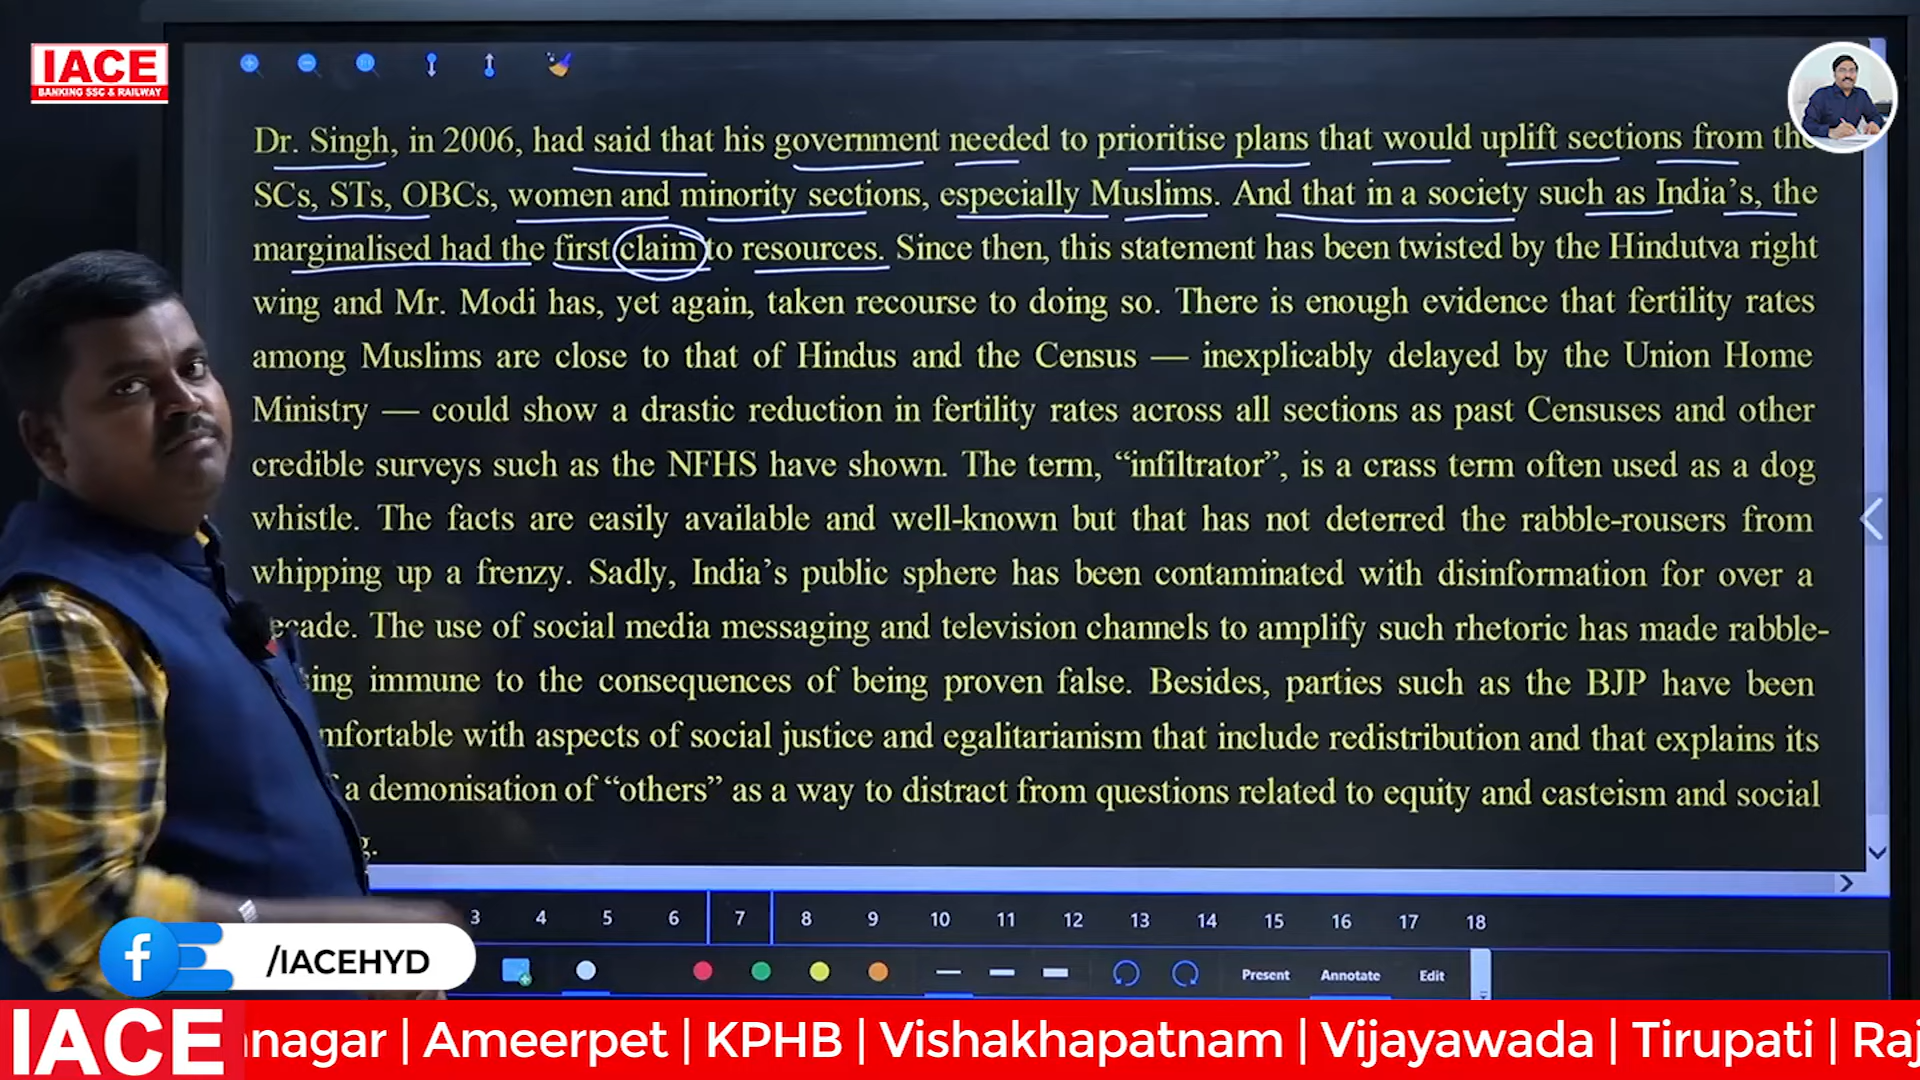 IACE
BANKING SSC & RAILWAY
Dr. Singh, in 2006, had said that his government needed to prioritise plans that would uplift sections from the
SCs, STs, OBCs, women and minority sections, especially Muslims. And that in a society such as India's, the
marginalised had the first claim to resources. Since then, this statement has been twisted by the Hindutva right
wing and Mr. Modi has, yet again, taken recourse to doing so. There is enough evidence that fertility rates
among Muslims are close to that of Hindus and the Census — inexplicably delayed by the Union Home
Ministry — could show a drastic reduction in fertility rates across all sections as past Censuses and other
credible surveys such as the NFHS have shown. The term, “infiltrator”, is a crass term often used as a dog
whistle. The facts are easily available and well-known but that has not deterred the rabble-rousers from
whipping up a frenzy. Sadly, India's public sphere has been contaminated with disinformation for over a
ecade. The use of social media messaging and television channels to amplify such rhetoric has made rabble-
ing immune to the consequences of being proven false. Besides, parties such as the BJP have been
mfortable with aspects of social justice and egalitarianism that include redistribution and that explains its
a demonisation of “others” as a way to distract from questions related to equity and casteism and social
g.
3 4 5 6 7 8 9 10 11 12 13 14 15 16 17 18
Present Annotate Edit
f /IACEHYD
IACE nagar | Ameerpet | KPHB | Vishakhapatnam | Vijayawada | Tirupati | Raj